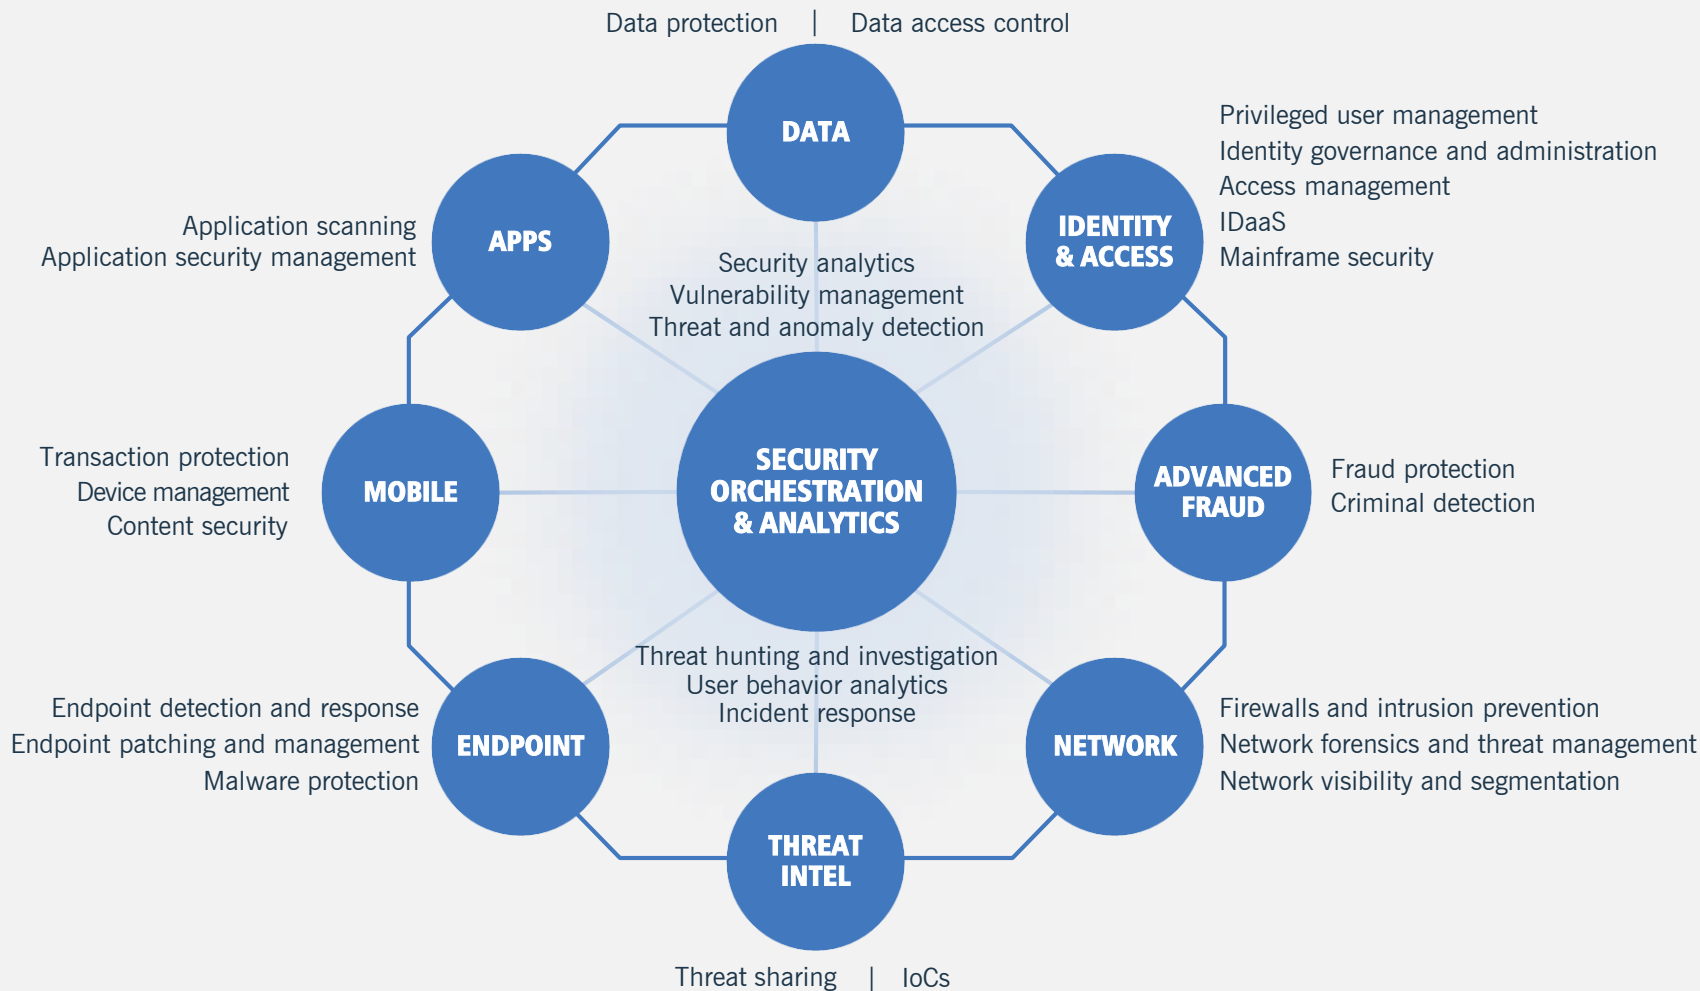 Data protection | Data access control
DATA
Privileged user management
Identity governance and administration
Access management
IDaaS
Mainframe security
IDENTITY
& ACCESS
Application scanning
Application security management
APPS
Security analytics
Vulnerability management
Threat and anomaly detection
SECURITY
ORCHESTRATION
& ANALYTICS
Transaction protection
Device management
Content security
MOBILE
ADVANCED
FRAUD
Fraud protection
Criminal detection
Threat hunting and investigation
User behavior analytics
Incident response
Endpoint detection and response
Endpoint patching and management
Malware protection
ENDPOINT
NETWORK
Firewalls and intrusion prevention
Network forensics and threat management
Network visibility and segmentation
THREAT
INTEL
Threat sharing | IoCs